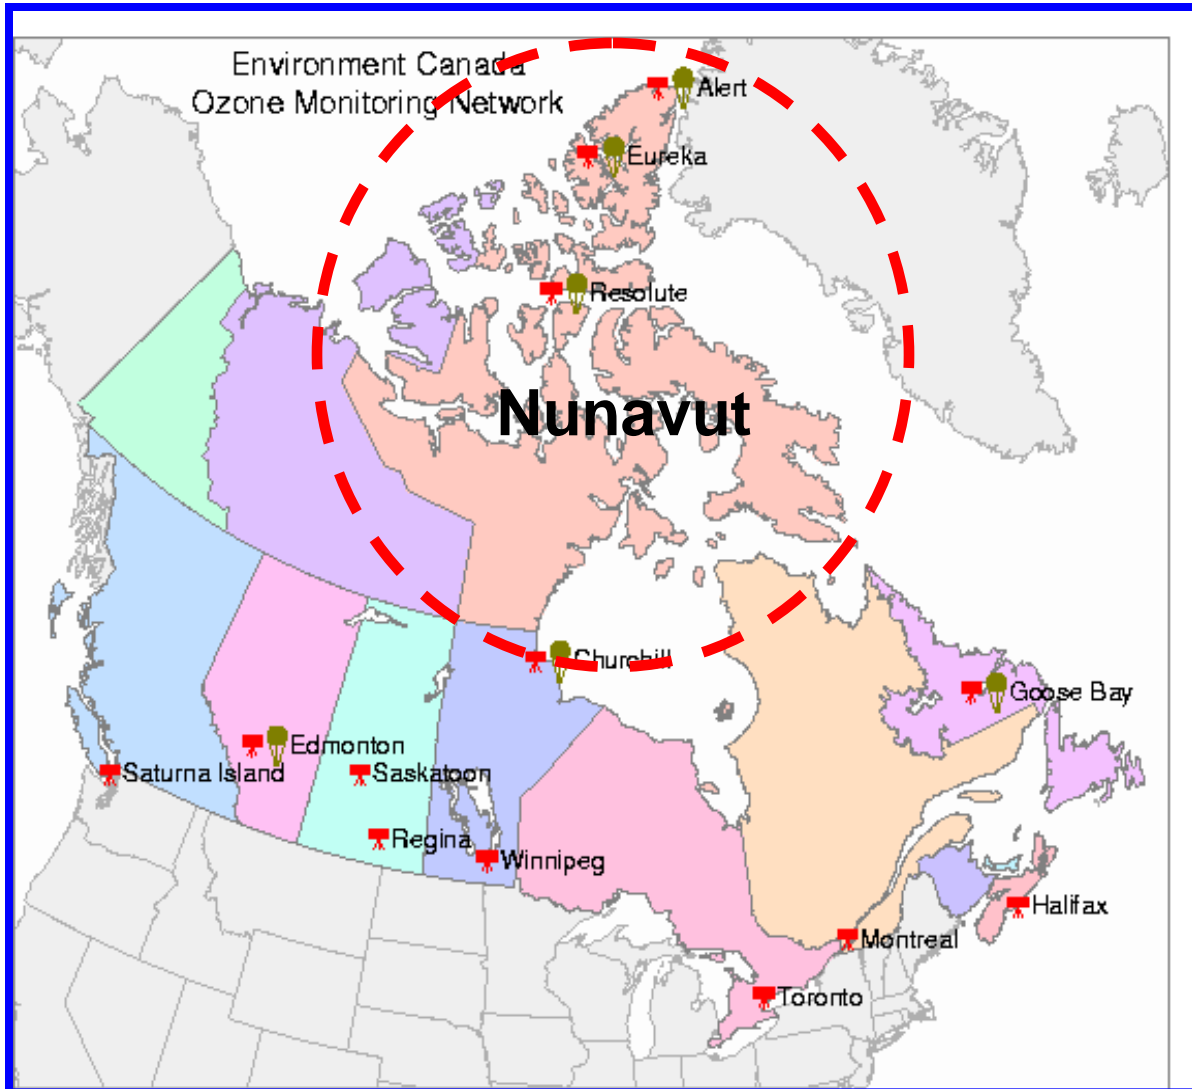 Environment Canada
Ozone Monitoring Network
Alert
Eureka
Resolute
Nunavut
Churchill
Goose Bay
Edmonton
Saturna Island
Saskatoon
Regina
Winnipeg
Halifax
Montreal
Toronto